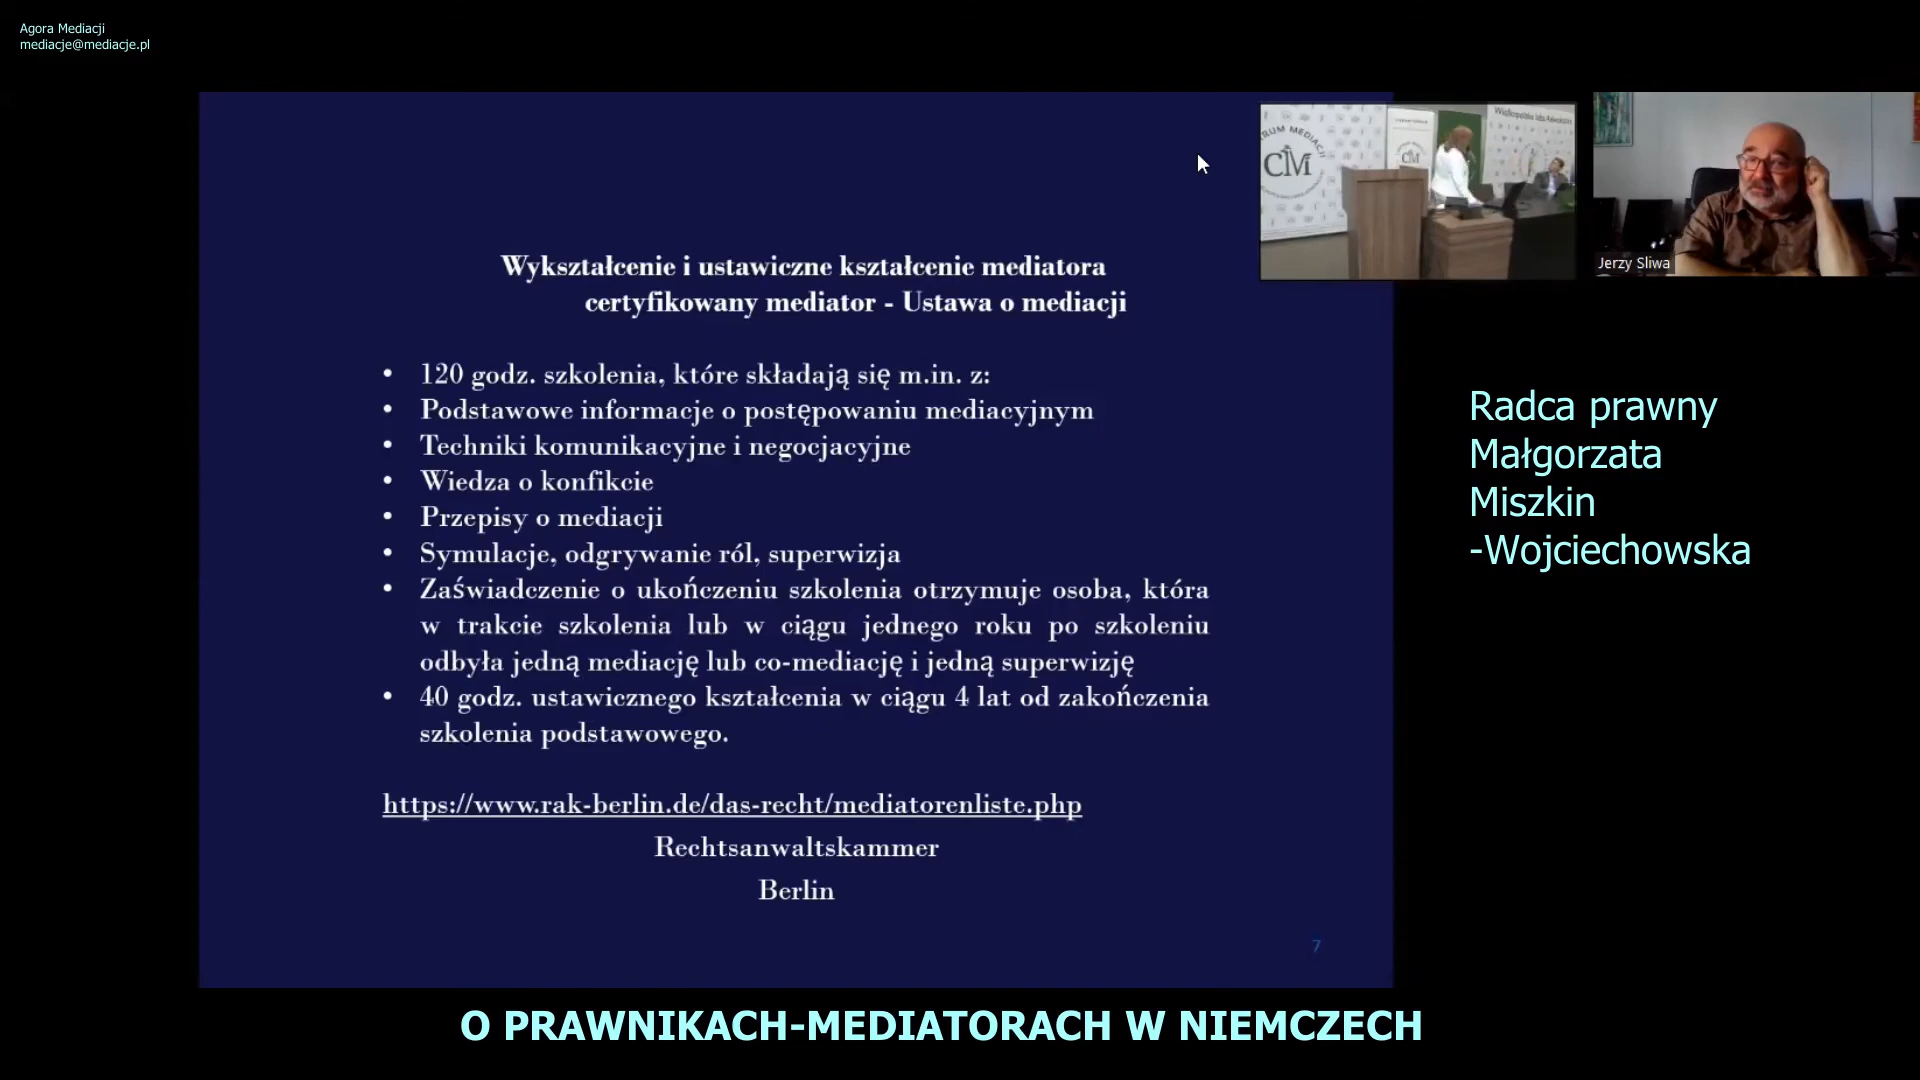 Agora Mediacji
mediacje@mediacje.pl
Wykształcenie i ustawiczne kształcenie mediatora
certyfikowany mediator - Ustawa o mediacji
• 120 godz. szkolenia, które składają się m.in. z:
• Podstawowe informacje o postępowaniu mediacyjnym
• Techniki komunikacyjne i negocjacyjne
• Wiedza o konfikcie
• Przepisy o mediacji
• Symulacje, odgrywanie ról, superwizja
• Zaświadczenie o ukończeniu szkolenia otrzymuje osoba, która
w trakcie szkolenia lub w ciągu jednego roku po szkoleniu
odbyła jedną mediację lub co-mediację i jedną superwizję
• 40 godz. ustawicznego kształcenia w ciągu 4 lat od zakończenia
szkolenia podstawowego.
https://www.rak-berlin.de/das-recht/mediatorenliste.php
Rechtsanwaltskammer
Berlin
7
CM
CM
Wielkopolska Izba Adwokacka
Jerzy Sliwa
Radca prawny
Małgorzata
Miszkin
-Wojciechowska
O PRAWNIKACH-MEDIATORACH W NIEMCZECH